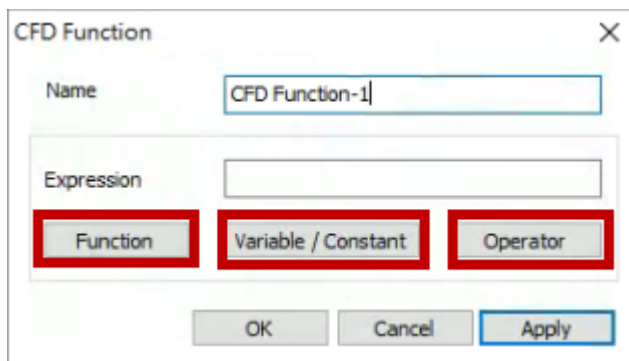 CFD Function
Name CFD Function-1
Expression
Function Variable / Constant Operator
OK Cancel Apply